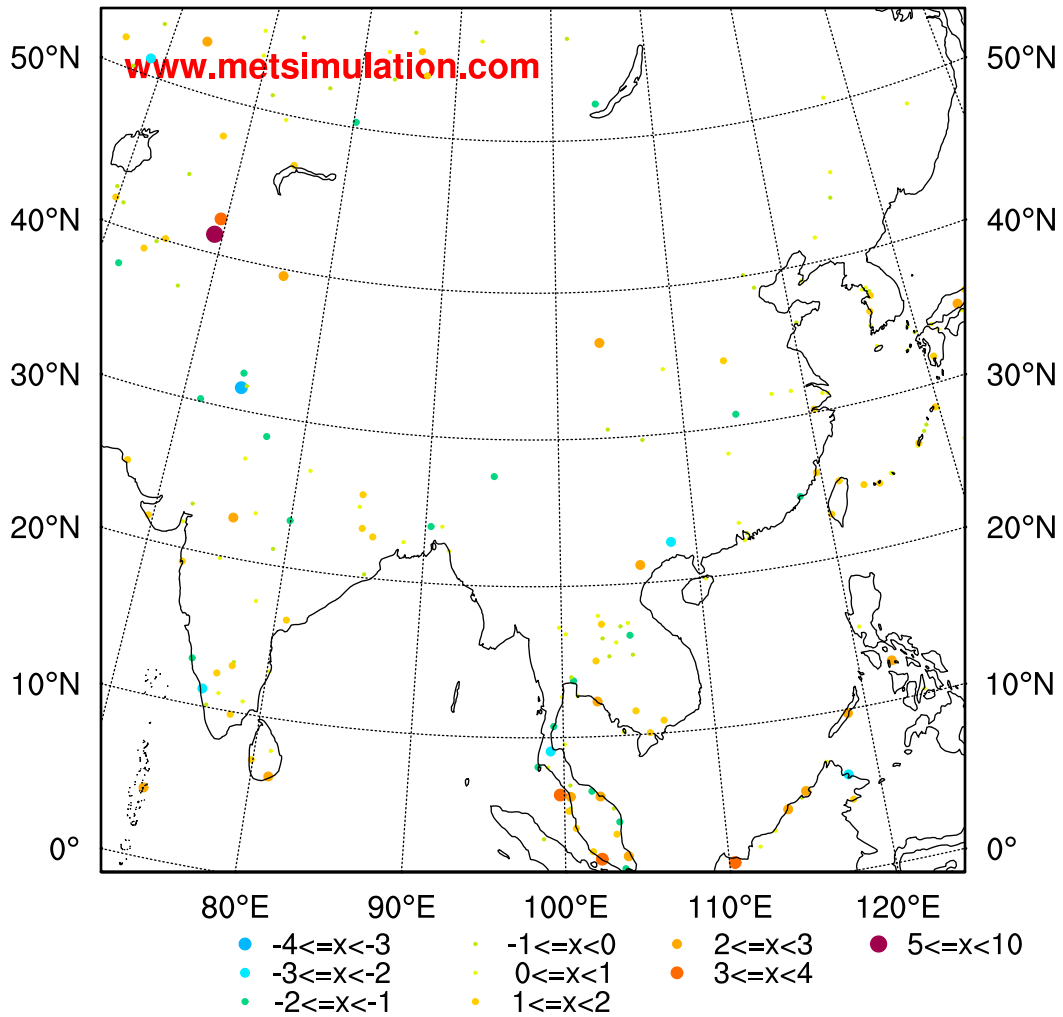 50°N 50°N
www.metsimulation.com
40°N 40°N
30°N 30°N
20°N 20°N
10°N 10°N
0° 0°
80°E 90°E 100°E 110°E 120°E
-4<=x<-3 -1<=x<0 2<=x<3 5<=x<10
-3<=x<-2 0<=x<1 3<=x<4
-2<=x<-1 1<=x<2